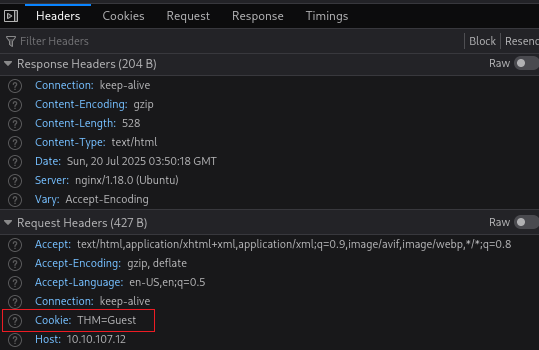 Headers Cookies Request Response Timings
Filter Headers Block Resend
Response Headers (204 B) Raw
Connection: keep-alive
Content-Encoding: gzip
Content-Length: 528
Content-Type: text/html
Date: Sun, 20 Jul 2025 03:50:18 GMT
Server: nginx/1.18.0 (Ubuntu)
Vary: Accept-Encoding
Request Headers (427 B) Raw
Accept: text/html,application/xhtml+xml,application/xml;q=0.9,image/avif,image/webp,*/*;q=0.8
Accept-Encoding: gzip, deflate
Accept-Language: en-US,en;q=0.5
Connection: keep-alive
Cookie: THM=Guest
Host: 10.10.107.12